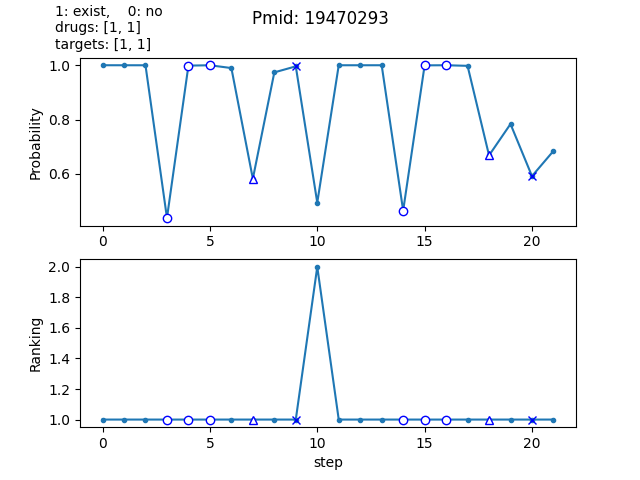 1: exist,    0: no
drugs: [1, 1]
targets: [1, 1]
Pmid: 19470293
1.0
0.8
0.6
Probability
0 5 10 15 20
2.0
1.8
1.6
1.4
1.2
1.0
Ranking
0 5 10 15 20
step